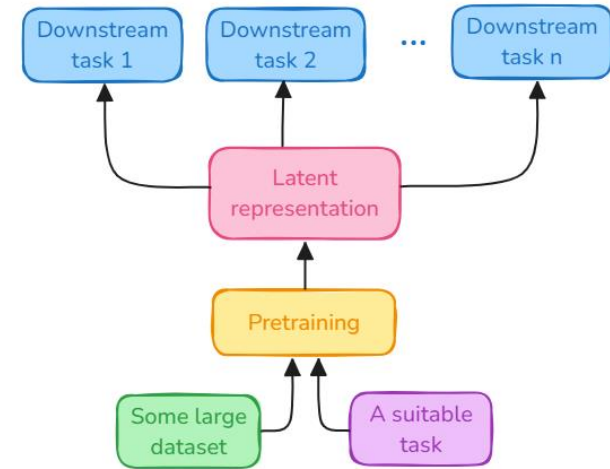 Downstream
task 1
Downstream
task 2
...
Downstream
task n
Latent
representation
Pretraining
Some large
dataset
A suitable
task